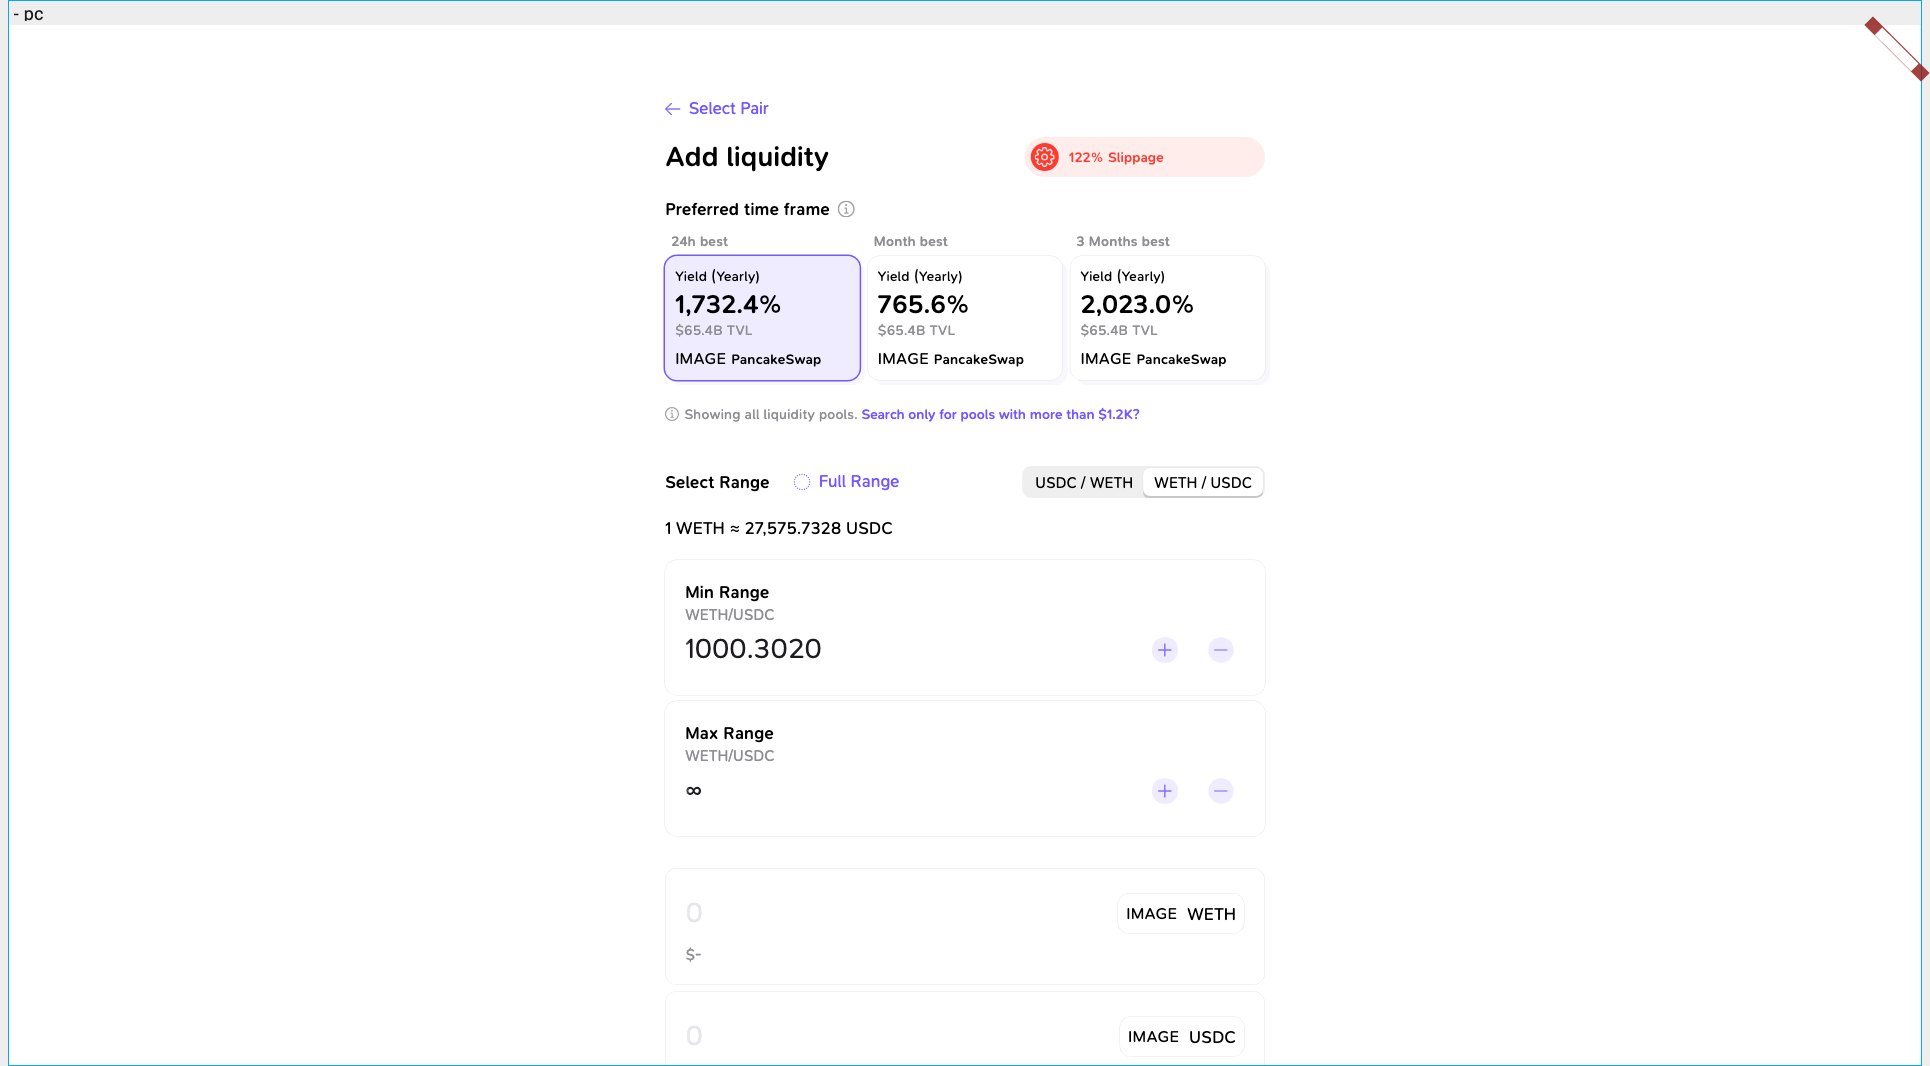 - pc
Select Pair
Add liquidity
122% Slippage
Preferred time frame
24h best
Yield (Yearly)
1,732.4%
$65.4B TVL
IMAGE PancakeSwap
Month best
Yield (Yearly)
765.6%
$65.4B TVL
IMAGE PancakeSwap
3 Months best
Yield (Yearly)
2,023.0%
$65.4B TVL
IMAGE PancakeSwap
Showing all liquidity pools. Search only for pools with more than $1.2K?
Select Range
Full Range
USDC / WETH
WETH / USDC
1 WETH ≈ 27,575.7328 USDC
Min Range
WETH/USDC
1000.3020
Max Range
WETH/USDC
∞
0
IMAGE WETH
$-
0
IMAGE USDC